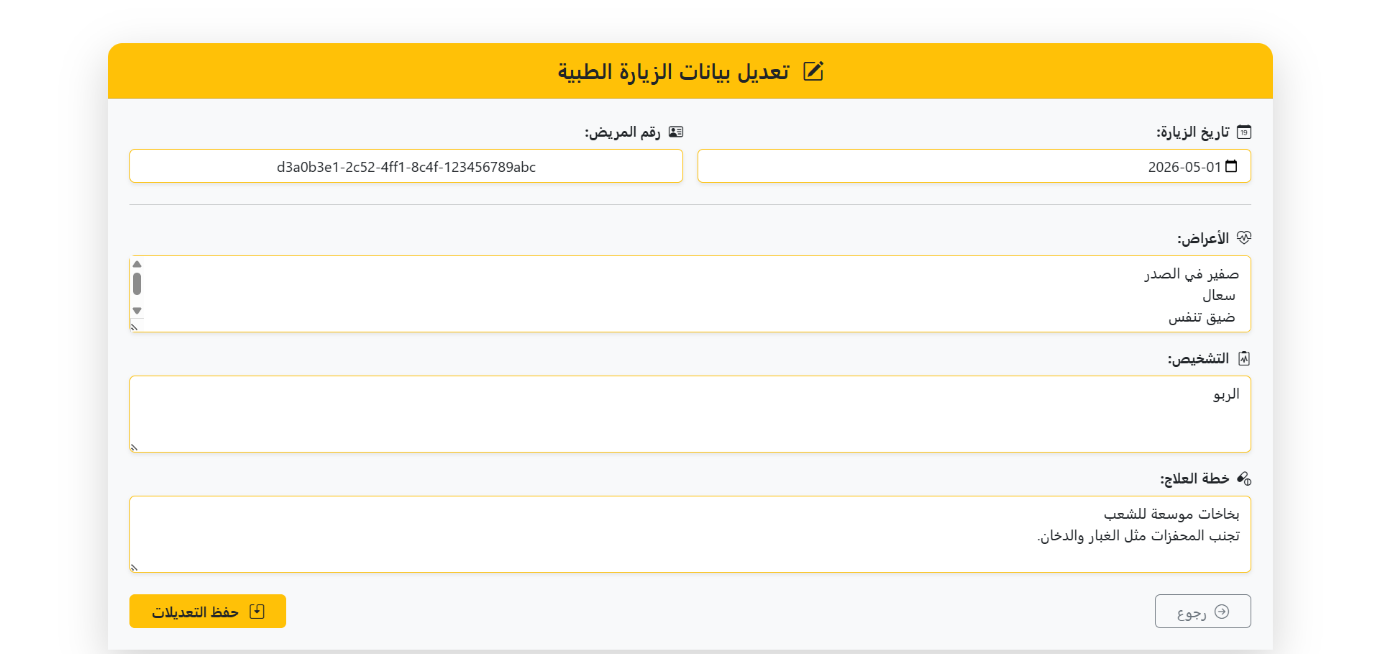 تعديل بيانات الزيارة الطبية
تاريخ الزيارة:
2026-05-01
رقم المريض:
d3a0b3e1-2c52-4ff1-8c4f-123456789abc
الأعراض:
صفير في الصدر
سعال
ضيق تنفس
التشخيص:
الربو
خطة العلاج:
بخاخات موسعة للشعب
تجنب المحفزات مثل الغبار والدخان.
رجوع
حفظ التعديلات